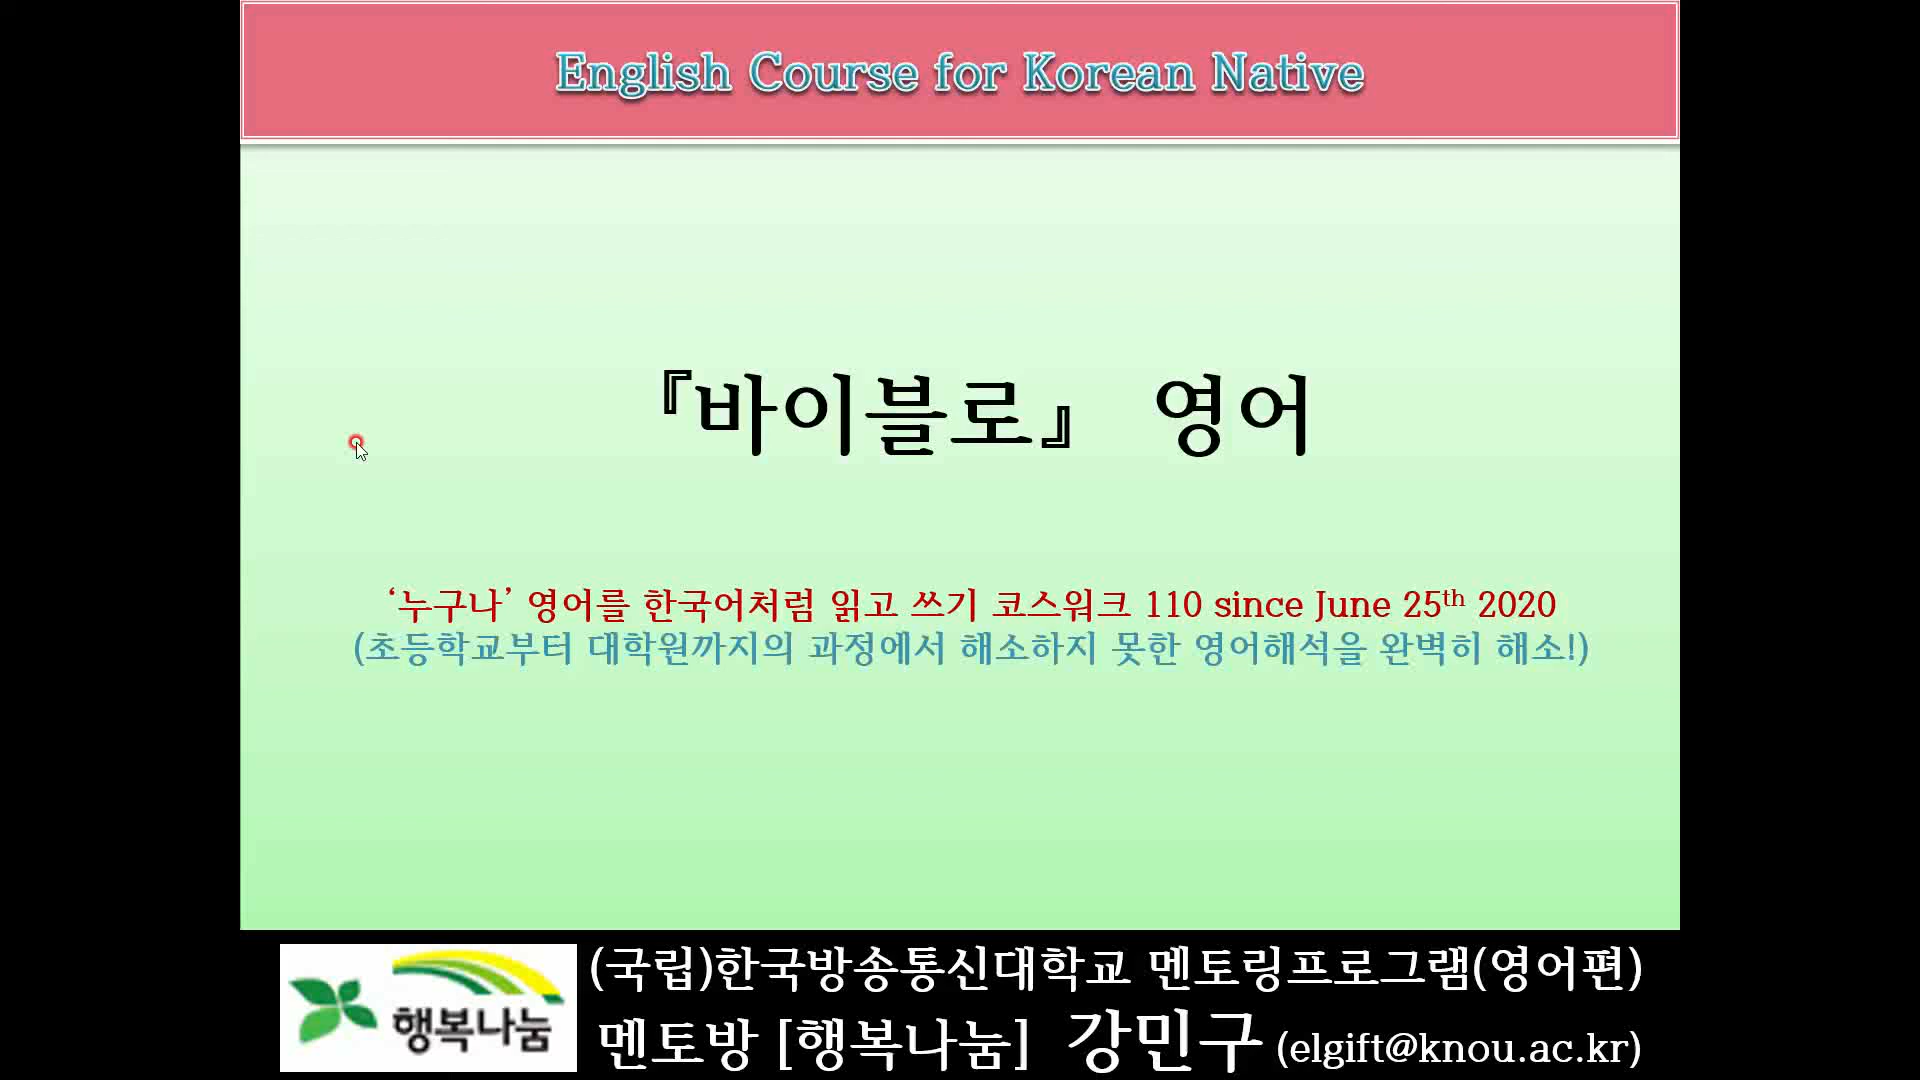 English Course for Korean Native
『바이블로』 영어
‘누구나’ 영어를 한국어처럼 읽고 쓰기 코스워크 110 since June 25th 2020
(초등학교부터 대학원까지의 과정에서 해소하지 못한 영어해석을 완벽히 해소!)
행복나눔
(국립)한국방송통신대학교 멘토링프로그램(영어편)
멘토방 [행복나눔] 강민구 (elgift@knou.ac.kr)